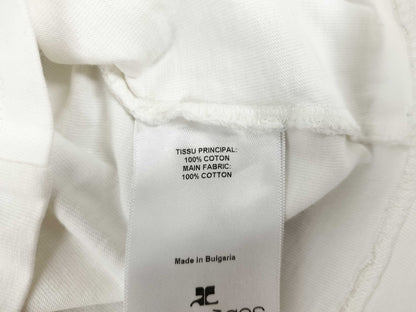 TISSU PRINCIPAL:
100% COTON
MAIN FABRIC:
100% COTTON
Made in Bulgaria